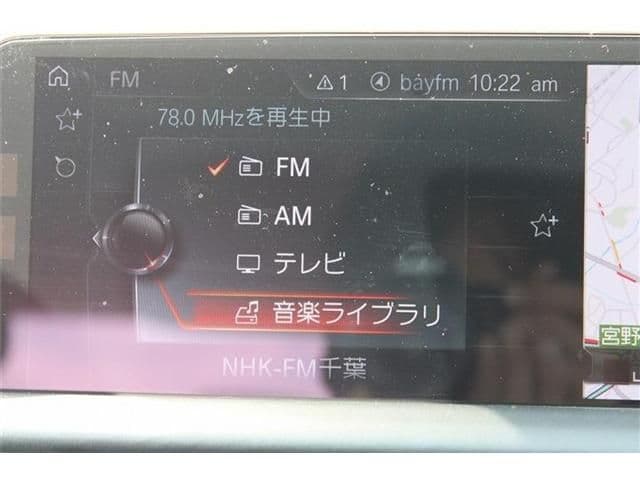 FM 1 bayfm 10:22 am
78.0 MHzを再生中
FM
AM
テレビ
音楽ライブラリ
宮野
NHK-FM千葉